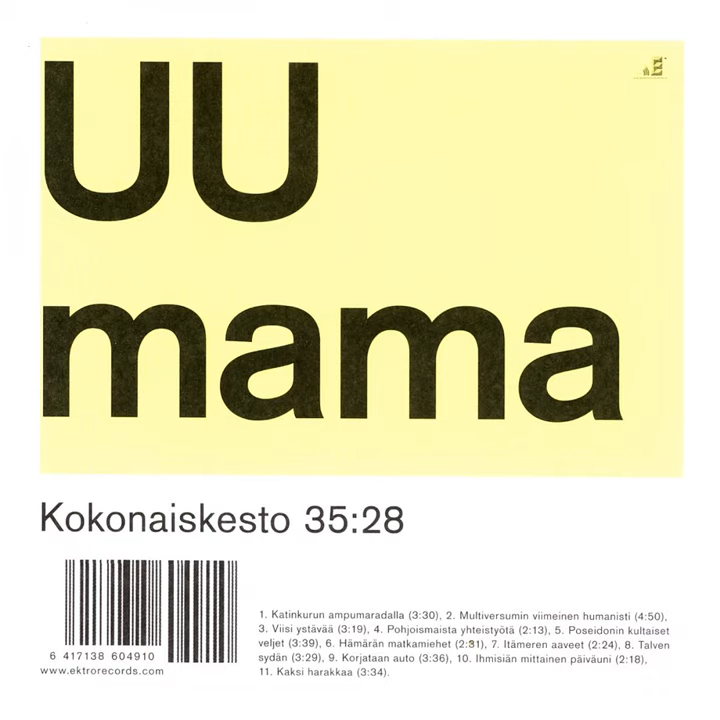 UU
mama
Kokonaiskesto 35:28
1. Katinkurun ampumaradalla (3:30), 2. Multiversumin viimeinen humanisti (4:50),
3. Viisi ystävää (3:19), 4. Pohjoismaista yhteistyötä (2:13), 5. Poseidonin kultaiset
veljet (3:39), 6. Hämärän matkamiehet (2:31), 7. Itämeren aaveet (2:24), 8. Talven
sydän (3:29), 9. Korjataan auto (3:36), 10. Ihmisiän mittainen päiväuni (2:18),
11. Kaksi harakkaa (3:34).
6 417138 604910
www.ektrorecords.com